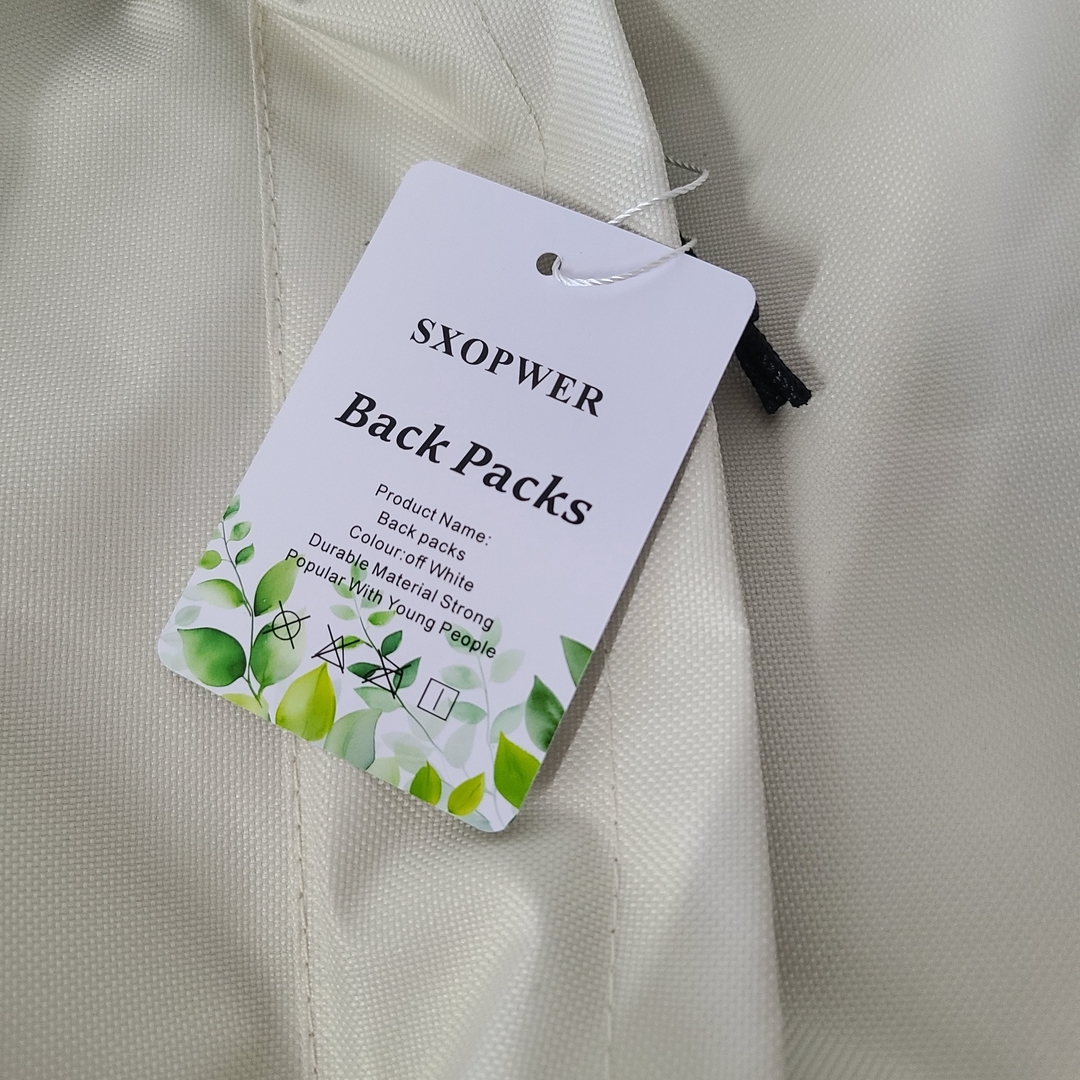 SXOPWER
Back Packs
Product Name:
Back packs
Colour:off White
Durable Material Strong
Popular With Young People